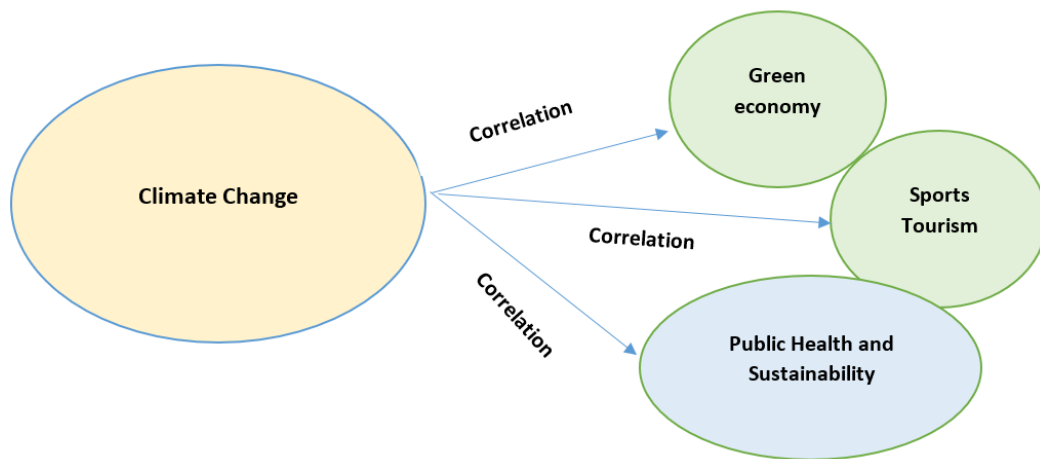 Climate Change
Correlation
Green
economy
Correlation
Sports
Tourism
Correlation
Public Health and
Sustainability